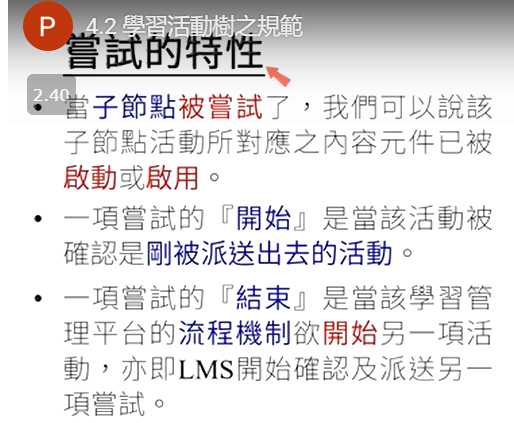 P
4.2 學習活動樹之規範
嘗試的特性
2.40
• 當子節點被嘗試了，我們可以說該
子節點活動所對應之內容元件已被
啟動或啟用。
• 一項嘗試的『開始』是當該活動被
確認是剛被派送出去的活動。
• 一項嘗試的『結束』是當該學習管
理平台的流程機制欲開始另一項活
動，亦即LMS開始確認及派送另一
項嘗試。